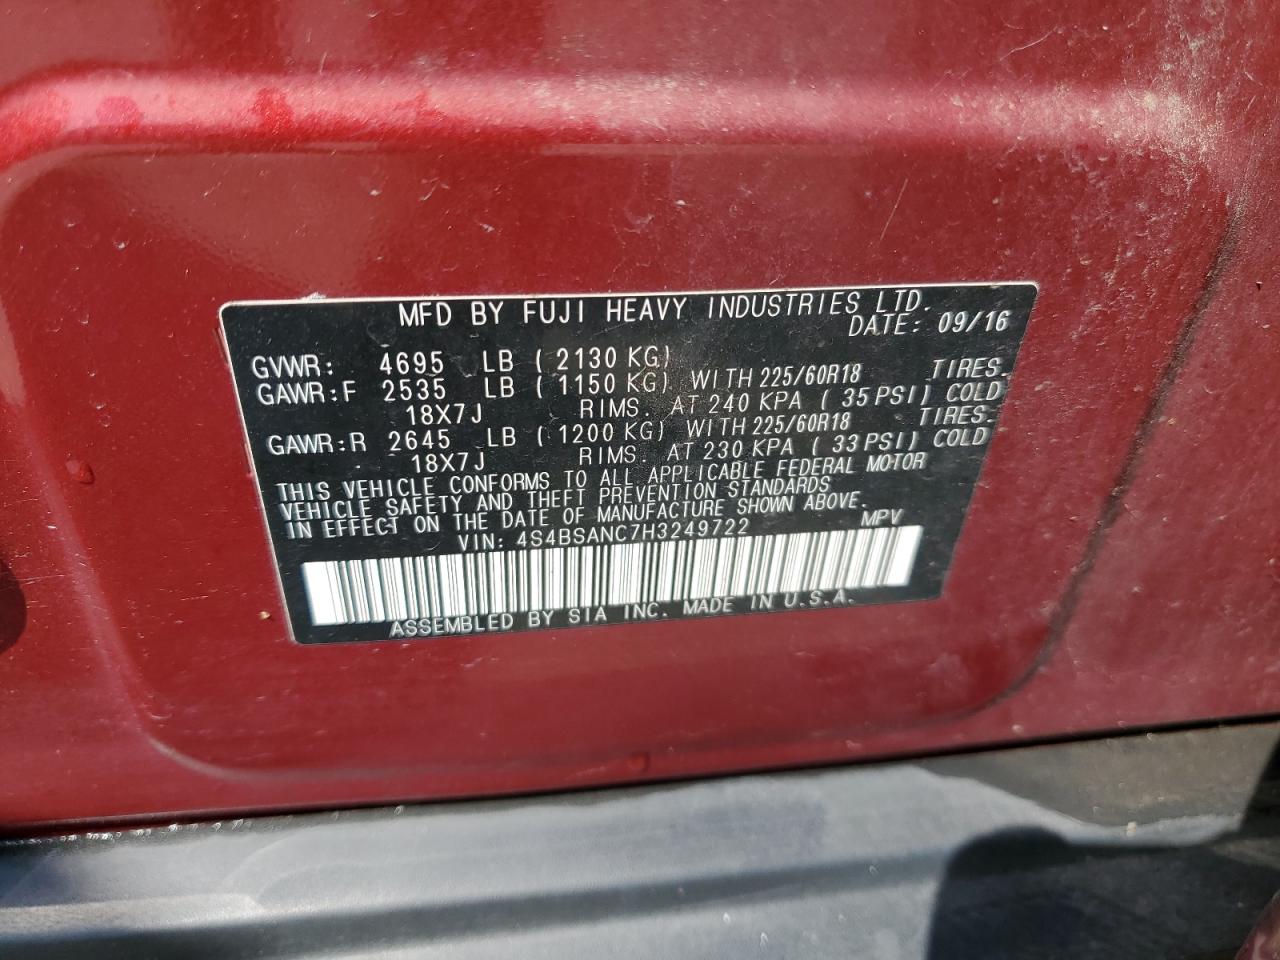 MFD BY FUJI HEAVY INDUSTRIES LTD.
DATE: 09/16
GVWR: 4695 LB ( 2130 KG)
GAWR:F 2535 LB ( 1150 KG) WITH 225/60R18 TIRES.
18X7J RIMS. AT 240 KPA ( 35 PSI) COLD
GAWR:R 2645 LB ( 1200 KG) WITH 225/60R18 TIRES:
18X7J RIMS. AT 230 KPA ( 33 PSI) COLD
THIS VEHICLE CONFORMS TO ALL APPLICABLE FEDERAL MOTOR
VEHICLE SAFETY AND THEFT PREVENTION STANDARDS
IN EFFECT ON THE DATE OF MANUFACTURE SHOWN ABOVE.
VIN: 4S4BSANC7H3249722 MPV
ASSEMBLED BY SIA INC. MADE IN U.S.A.